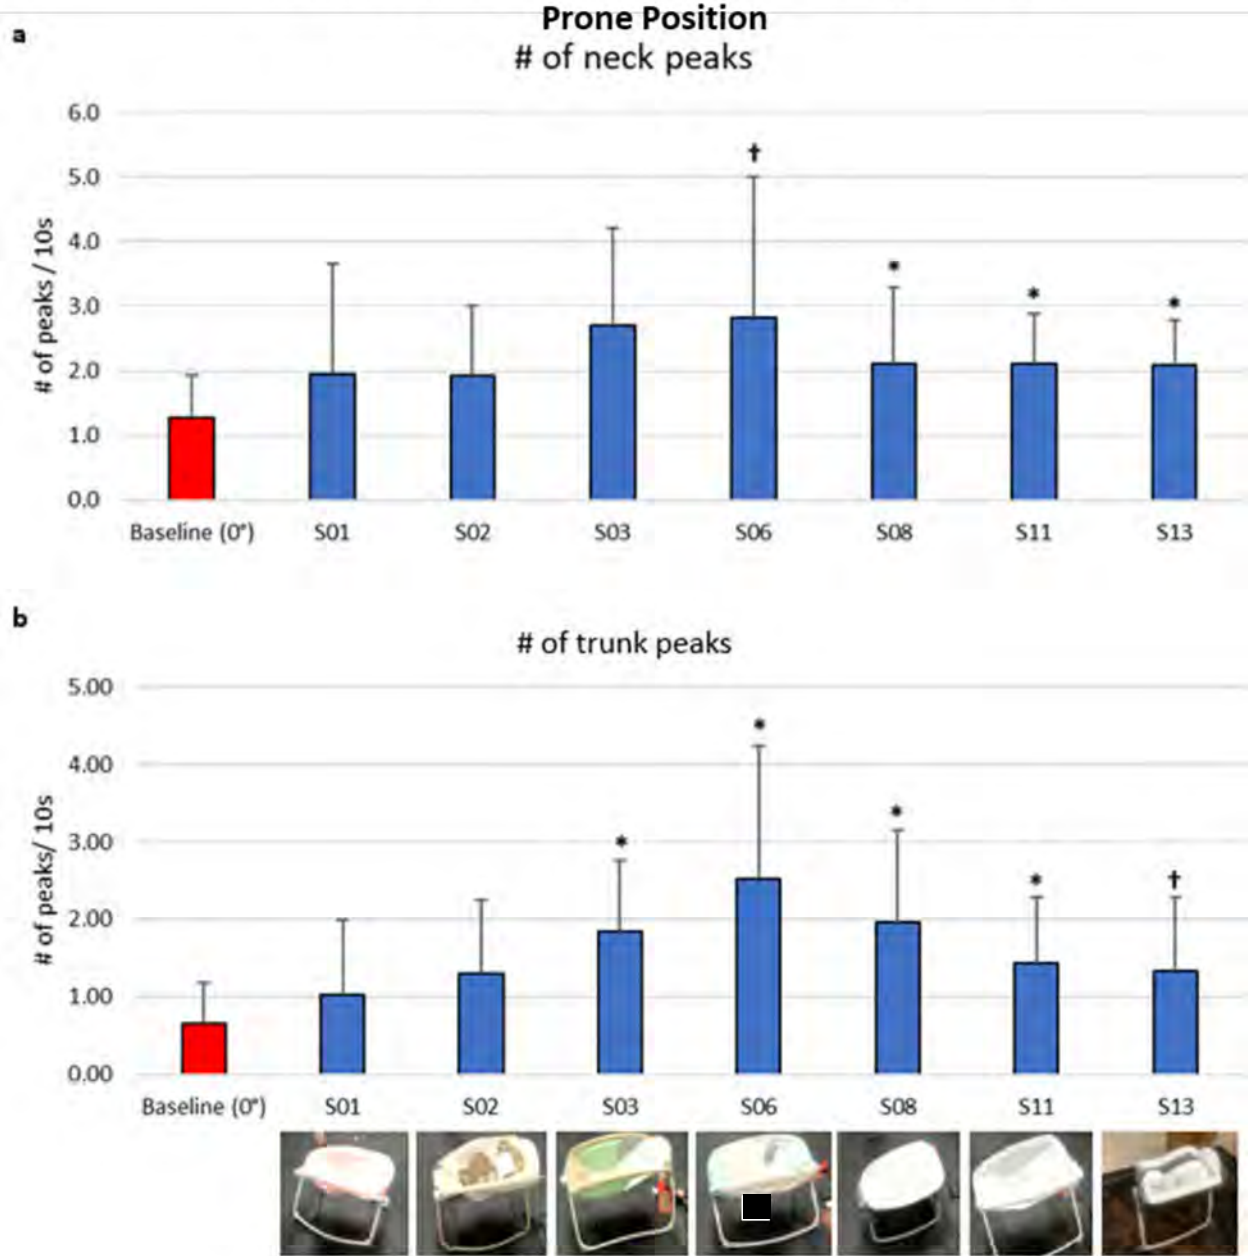 Prone Position
a
# of neck peaks
6.0
5.0
4.0
3.0
2.0
1.0
0.0
# of peaks / 10s
†
*
*
*
Baseline (0°) S01 S02 S03 S06 S08 S11 S13
b
# of trunk peaks
5.00
4.00
3.00
2.00
1.00
0.00
# of peaks/ 10s
*
*
*
*
†
Baseline (0°) S01 S02 S03 S06 S08 S11 S13